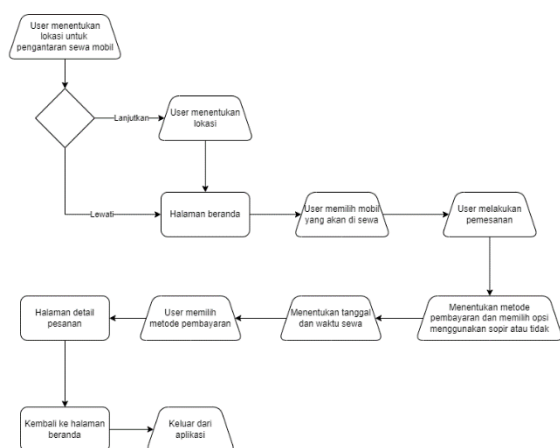 User menentukan
lokasi untuk
pengantaran sewa mobil
Lanjutkan
User menentukan
lokasi
Lewati
Halaman beranda
User memilih mobil
yang akan di sewa
User melakukan
pemesanan
Menentukan metode
pembayaran dan memilih opsi
menggunakan sopir atau tidak
Menentukan tanggal
dan waktu sewa
User memilih
metode pembayaran
Halaman detail
pesanan
Kembali ke halaman
beranda
Keluar dari
aplikasi